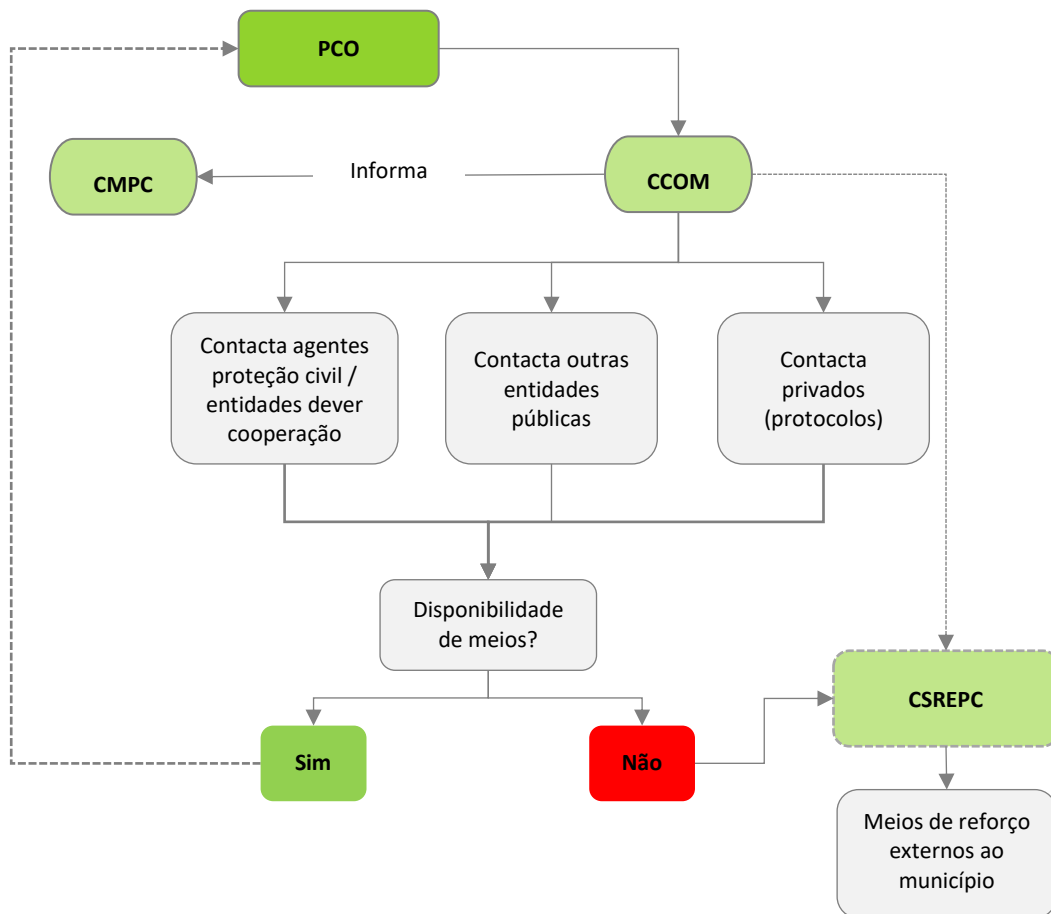 PCO
Informa
CMPC
CCOM
Contacta agentes
proteção civil /
entidades dever
cooperação
Contacta outras
entidades
públicas
Contacta
privados
(protocolos)
Disponibilidade
de meios?
CSREPC
Sim
Não
Meios de reforço
externos ao
município